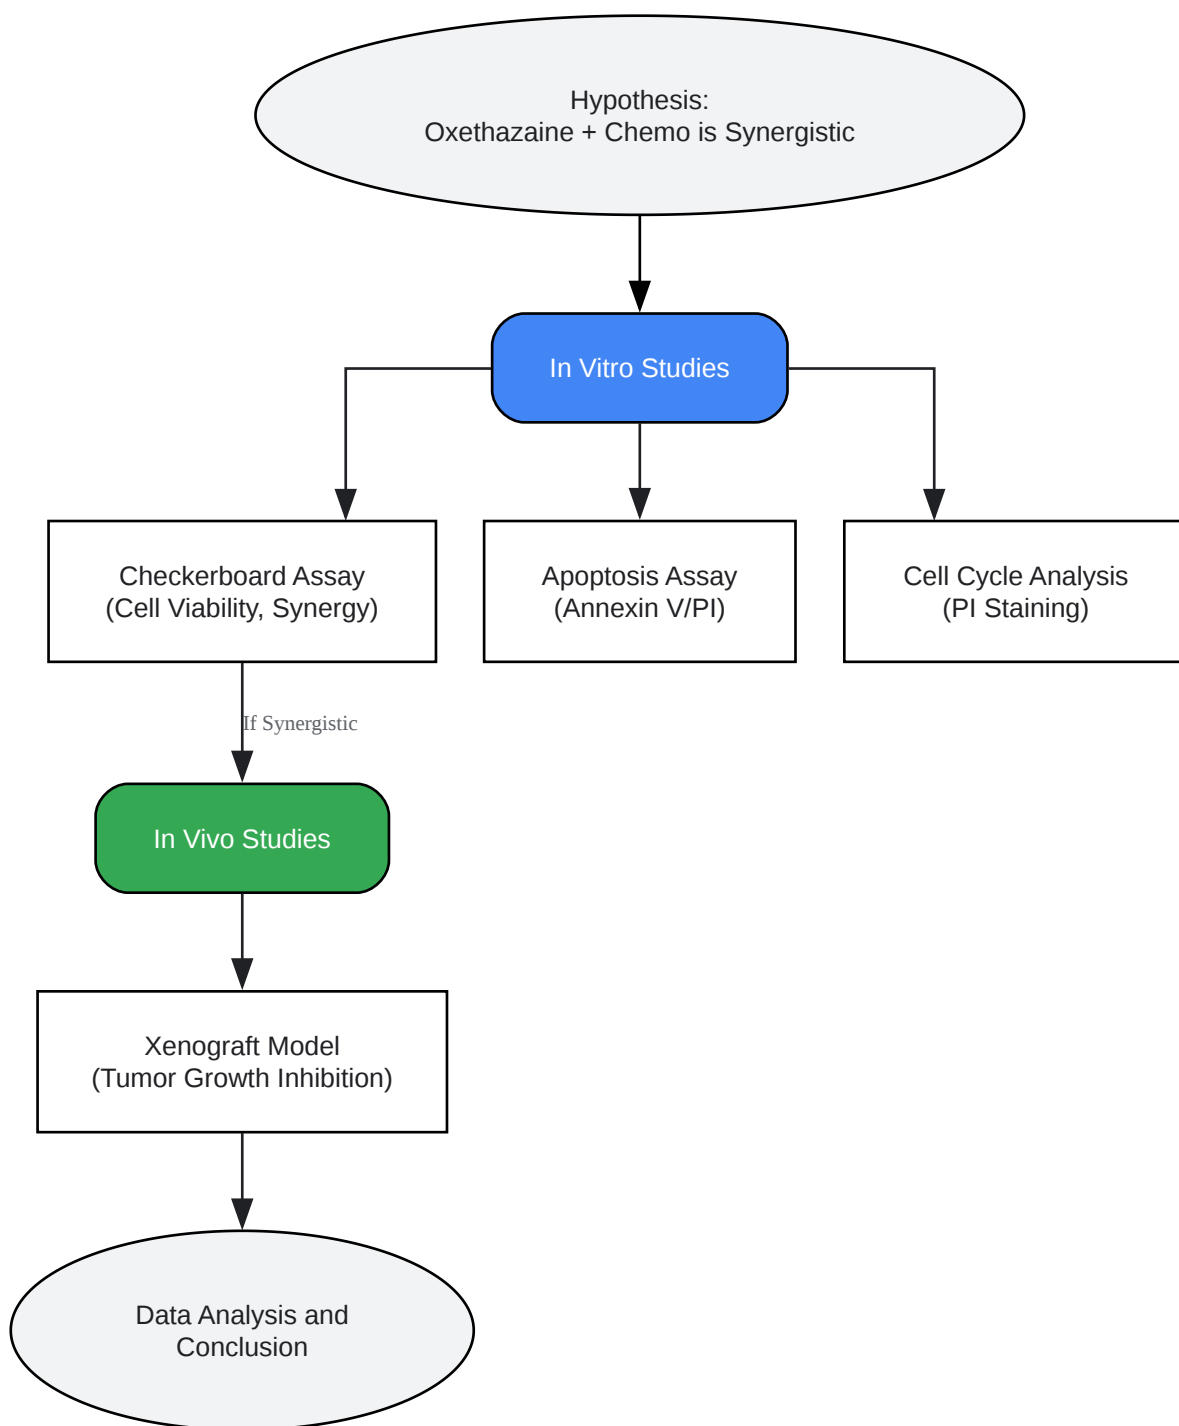 Hypothesis:
Oxethazaine + Chemo is Synergistic
In Vitro Studies
Checkerboard Assay
(Cell Viability, Synergy)
Apoptosis Assay
(Annexin V/PI)
Cell Cycle Analysis
(PI Staining)
If Synergistic
In Vivo Studies
Xenograft Model
(Tumor Growth Inhibition)
Data Analysis and
Conclusion